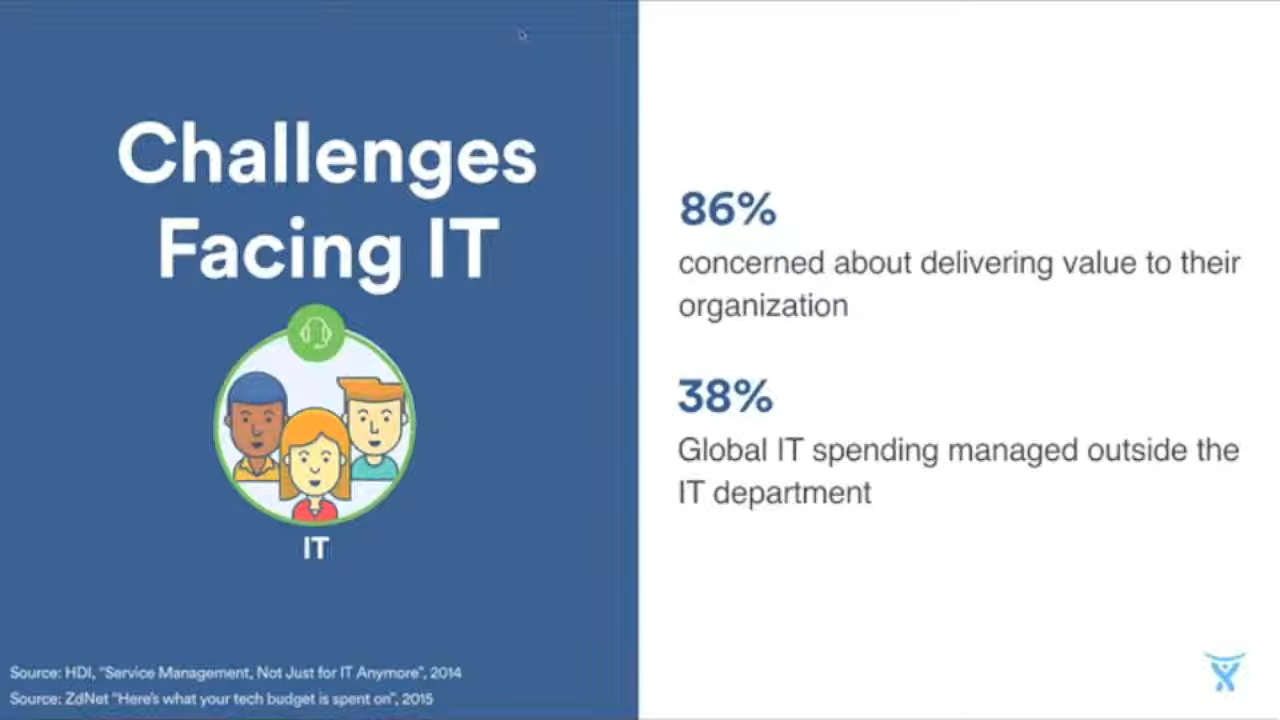 Challenges
Facing IT
IT
Source: HDI, "Service Management, Not Just for IT Anymore", 2014
Source: ZdNet "Here's what your tech budget is spent on", 2015
86%
concerned about delivering value to their
organization
38%
Global IT spending managed outside the
IT department